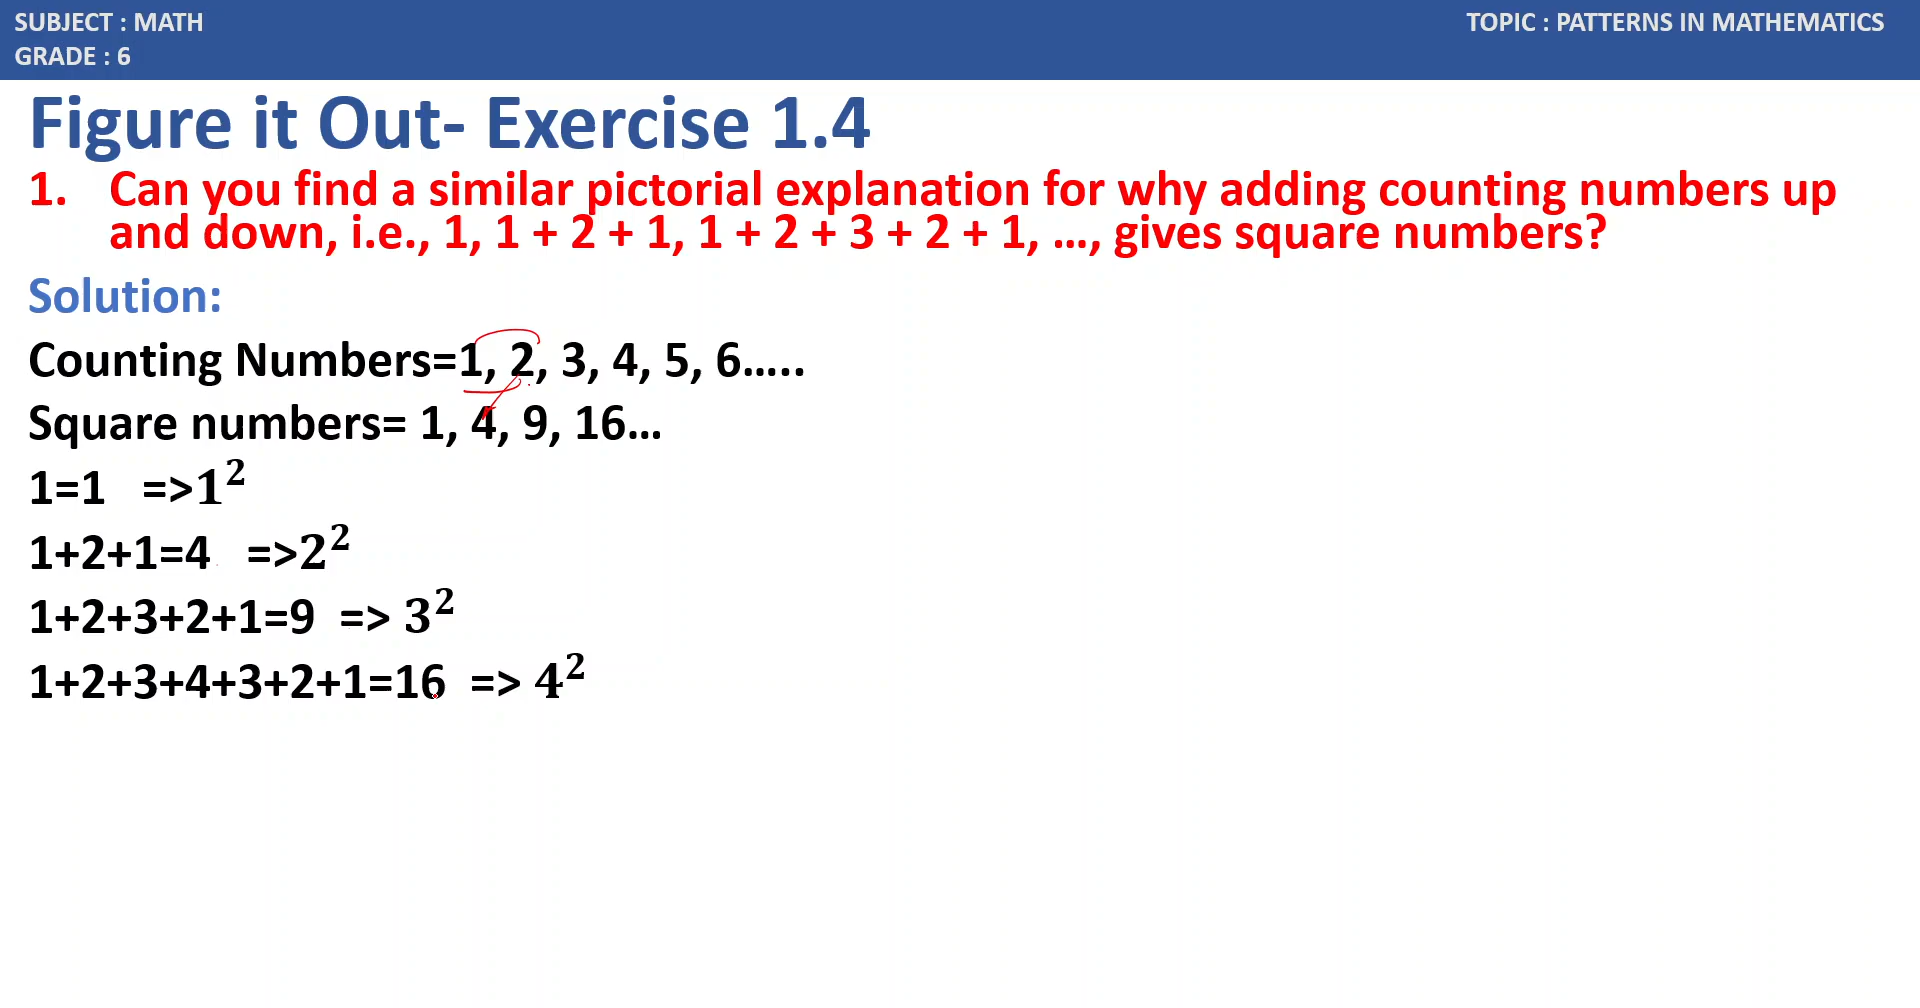 SUBJECT : MATH
TOPIC : PATTERNS IN MATHEMATICS
GRADE : 6
Figure it Out- Exercise 1.4
1. Can you find a similar pictorial explanation for why adding counting numbers up
and down, i.e., 1, 1 + 2 + 1, 1 + 2 + 3 + 2 + 1, ..., gives square numbers?
Solution:
Counting Numbers=1, 2, 3, 4, 5, 6.....
Square numbers= 1, 4, 9, 16...
1=1 =>1²
1+2+1=4 =>2²
1+2+3+2+1=9 => 3²
1+2+3+4+3+2+1=16 => 4²